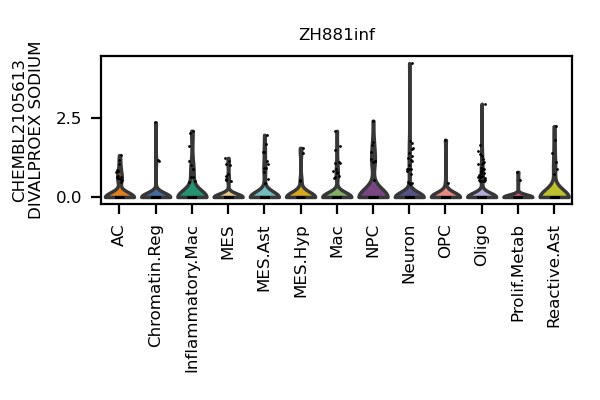 ZH881inf
CHEMBL2105613
DIVALPROEX SODIUM
2.5
0.0
AC
Chromatin.Reg
Inflammatory.Mac
MES
MES.Ast
MES.Hyp
Mac
NPC
Neuron
OPC
Oligo
Prolif.Metab
Reactive.Ast